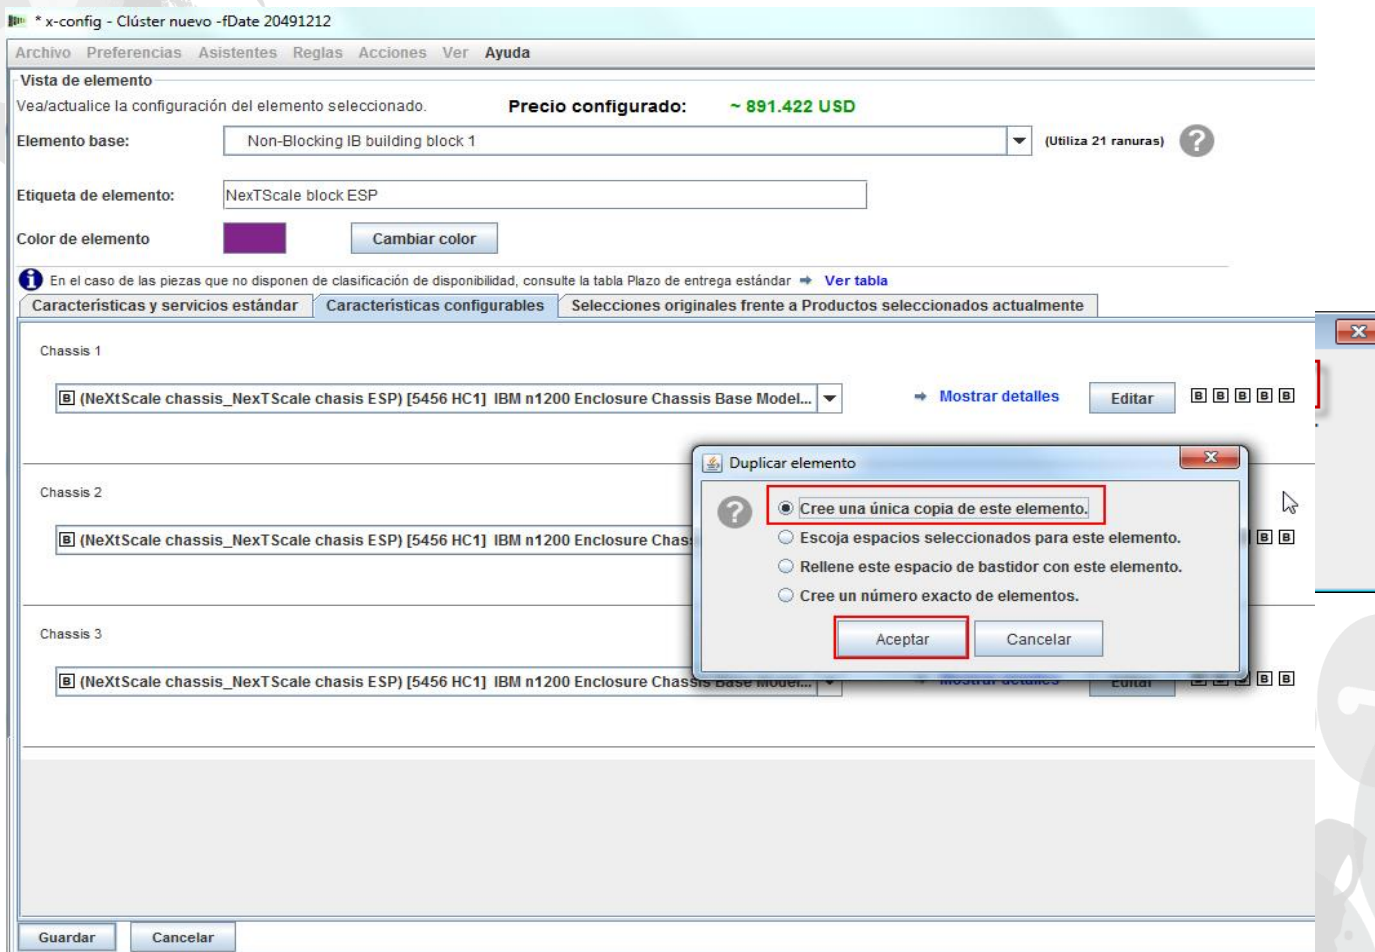 * x-config - Clúster nuevo -fDate 20491212
Archivo Preferencias Asistentes Reglas Acciones Ver Ayuda
Vista de elemento
Vea/actualice la configuración del elemento seleccionado. Precio configurado: ~ 891.422 USD
Elemento base: Non-Blocking IB building block 1 (Utiliza 21 ranuras)
Etiqueta de elemento: NexTScale block ESP
Color de elemento Cambiar color
En el caso de las piezas que no disponen de clasificación de disponibilidad, consulte la tabla Plazo de entrega estándar Ver tabla
Características y servicios estándar Características configurables Selecciones originales frente a Productos seleccionados actualmente
Chassis 1
B (NeXtScale chassis_NexTScale chasis ESP) [5456 HC1] IBM n1200 Enclosure Chassis Base Model... Mostrar detalles Editar B B B B B
Duplicar elemento
Chassis 2
Cree una única copia de este elemento.
B (NeXtScale chassis_NexTScale chasis ESP) [5456 HC1] IBM n1200 Enclosure Chas B B
Escoja espacios seleccionados para este elemento.
Rellene este espacio de bastidor con este elemento.
Cree un número exacto de elementos.
Chassis 3
Aceptar Cancelar
B (NeXtScale chassis_NexTScale chasis ESP) [5456 HC1] IBM n1200 Enclosure Chassis Base Model... Mostrar detalles Editar B B B B B
Guardar Cancelar